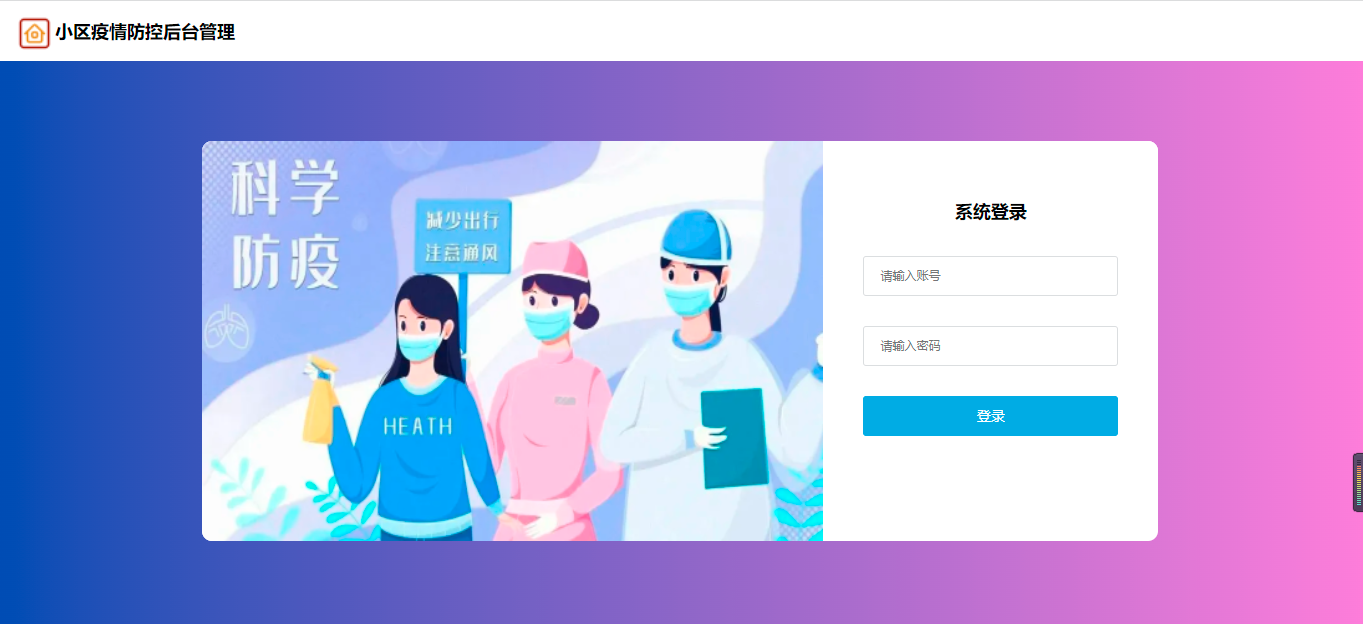 小区疫情防控后台管理
科学
防疫
减少出行
注意通风
HEATH
系统登录
请输入账号
请输入密码
登录